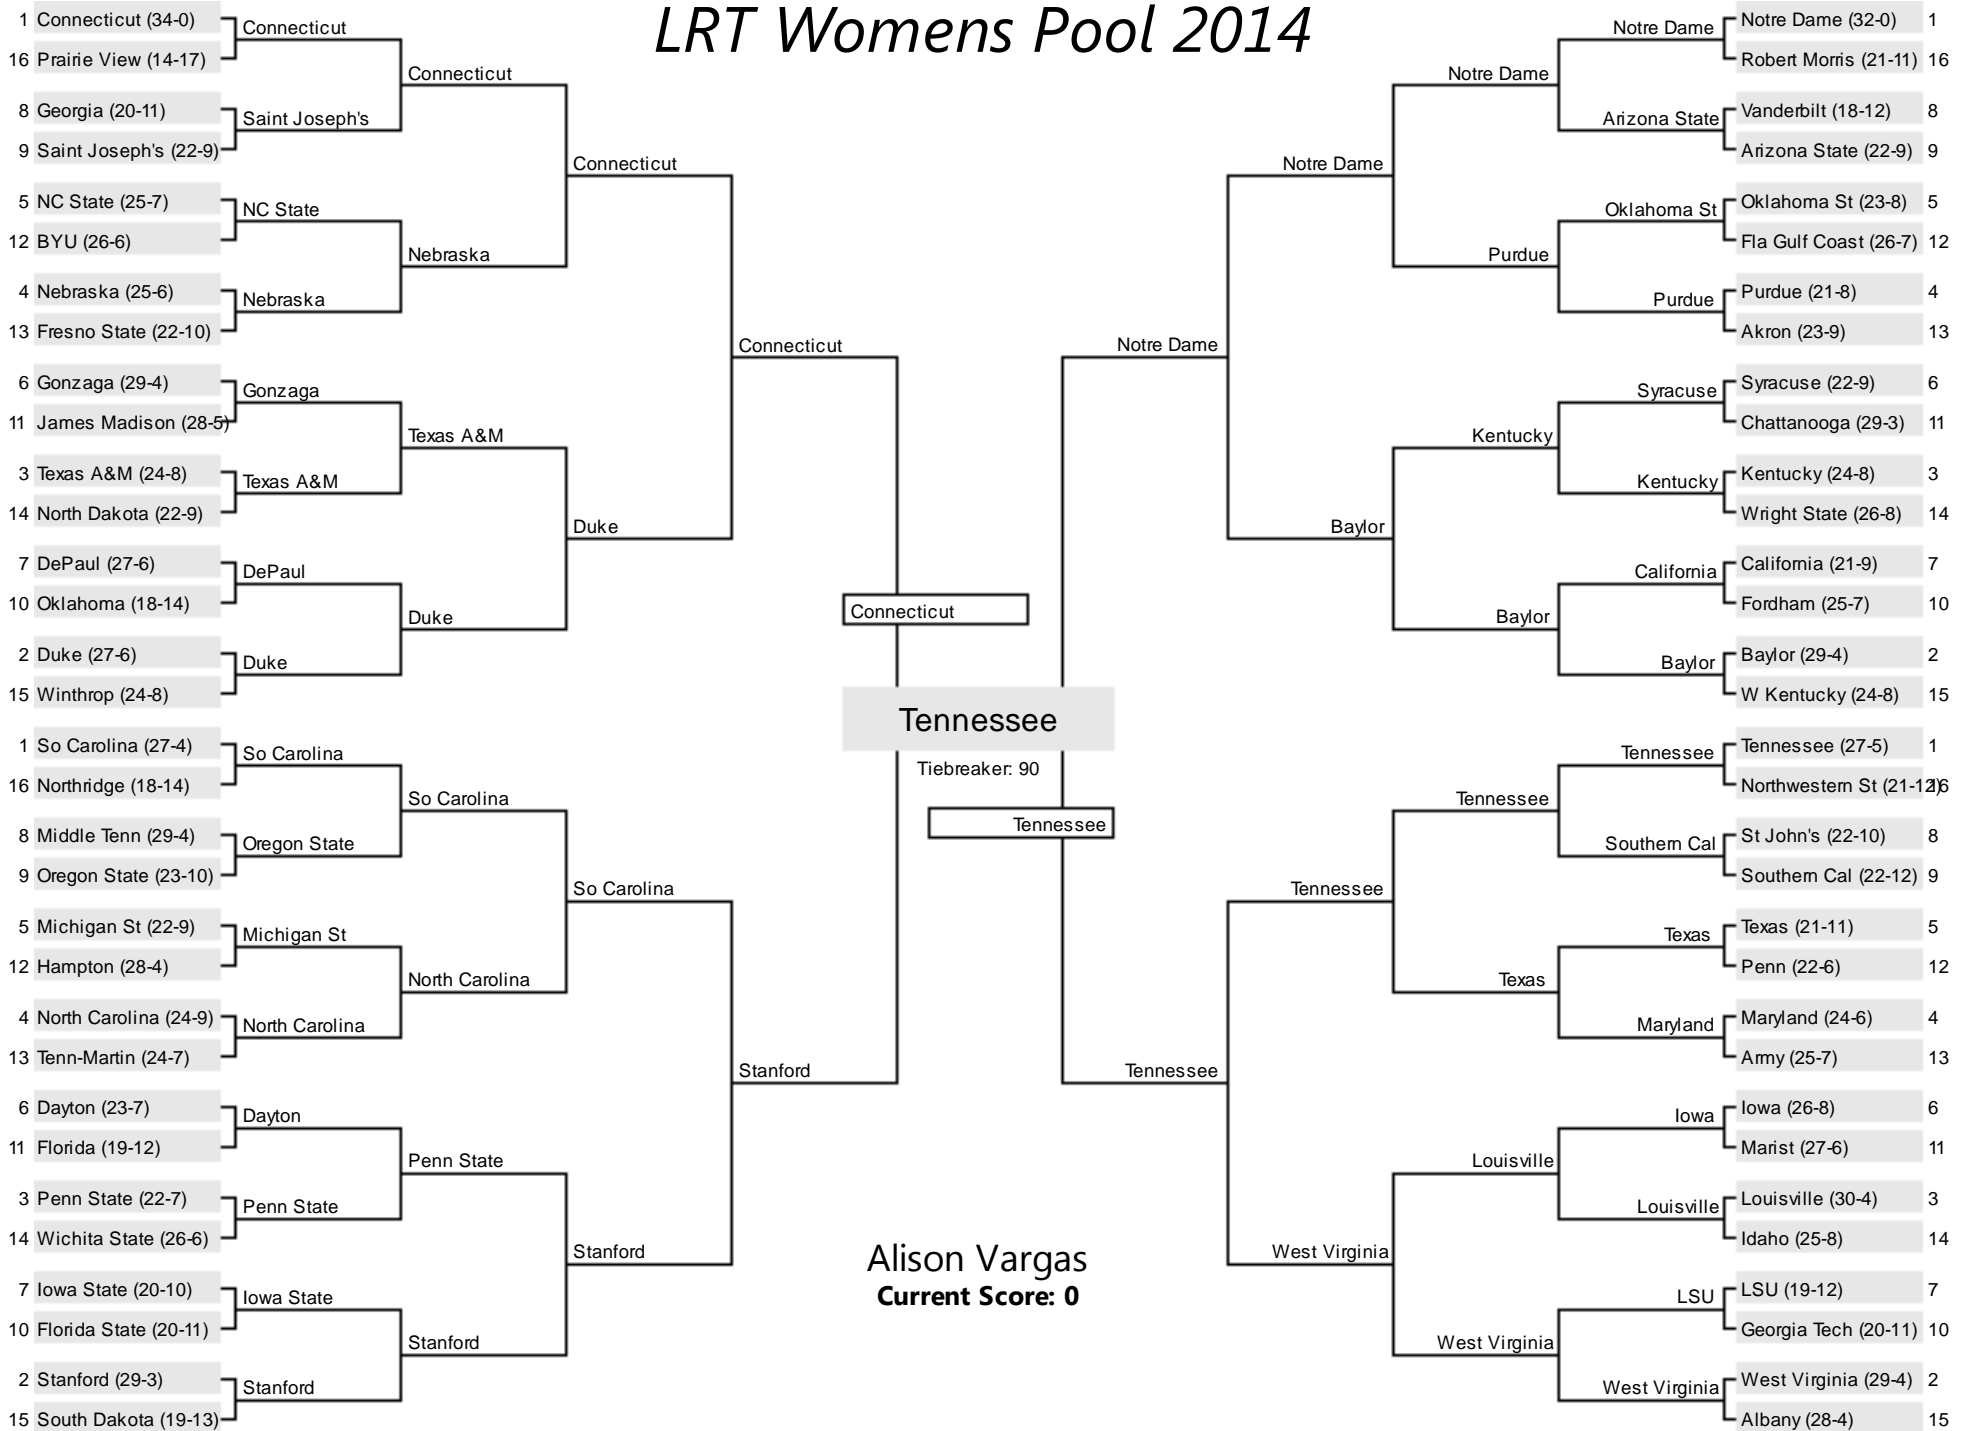 LRT Womens Pool 2014
1 Connecticut (34-0)
16 Prairie View (14-17)
8 Georgia (20-11)
9 Saint Joseph's (22-9)
5 NC State (25-7)
12 BYU (26-6)
4 Nebraska (25-6)
13 Fresno State (22-10)
6 Gonzaga (29-4)
11 James Madison (28-5)
3 Texas A&M (24-8)
14 North Dakota (22-9)
7 DePaul (27-6)
10 Oklahoma (18-14)
2 Duke (27-6)
15 Winthrop (24-8)
1 So Carolina (27-4)
16 Northridge (18-14)
8 Middle Tenn (29-4)
9 Oregon State (23-10)
5 Michigan St (22-9)
12 Hampton (28-4)
4 North Carolina (24-9)
13 Tenn-Martin (24-7)
6 Dayton (23-7)
11 Florida (19-12)
3 Penn State (22-7)
14 Wichita State (26-6)
7 Iowa State (20-10)
10 Florida State (20-11)
2 Stanford (29-3)
15 South Dakota (19-13)
Connecticut
Saint Joseph's
NC State
Nebraska
Gonzaga
Texas A&M
DePaul
Duke
So Carolina
Oregon State
Michigan St
North Carolina
Dayton
Penn State
Iowa State
Stanford
Connecticut
Nebraska
Texas A&M
Duke
So Carolina
North Carolina
Penn State
Stanford
Connecticut
Duke
So Carolina
Stanford
Connecticut
Stanford
Connecticut
Tennessee
Tiebreaker: 90
Tennessee
Alison Vargas
Current Score: 0
Notre Dame
Tennessee
Notre Dame
Baylor
Tennessee
West Virginia
Notre Dame
Purdue
Kentucky
Baylor
Tennessee
Texas
Louisville
West Virginia
Notre Dame
Arizona State
Oklahoma St
Purdue
Syracuse
Kentucky
California
Baylor
Tennessee
Southern Cal
Texas
Maryland
Iowa
Louisville
LSU
West Virginia
Notre Dame (32-0) 1
Robert Morris (21-11) 16
Vanderbilt (18-12) 8
Arizona State (22-9) 9
Oklahoma St (23-8) 5
Fla Gulf Coast (26-7) 12
Purdue (21-8) 4
Akron (23-9) 13
Syracuse (22-9) 6
Chattanooga (29-3) 11
Kentucky (24-8) 3
Wright State (26-8) 14
California (21-9) 7
Fordham (25-7) 10
Baylor (29-4) 2
W Kentucky (24-8) 15
Tennessee (27-5) 1
Northwestern St (21-12) 16
St John's (22-10) 8
Southern Cal (22-12) 9
Texas (21-11) 5
Penn (22-6) 12
Maryland (24-6) 4
Army (25-7) 13
Iowa (26-8) 6
Marist (27-6) 11
Louisville (30-4) 3
Idaho (25-8) 14
LSU (19-12) 7
Georgia Tech (20-11) 10
West Virginia (29-4) 2
Albany (28-4) 15